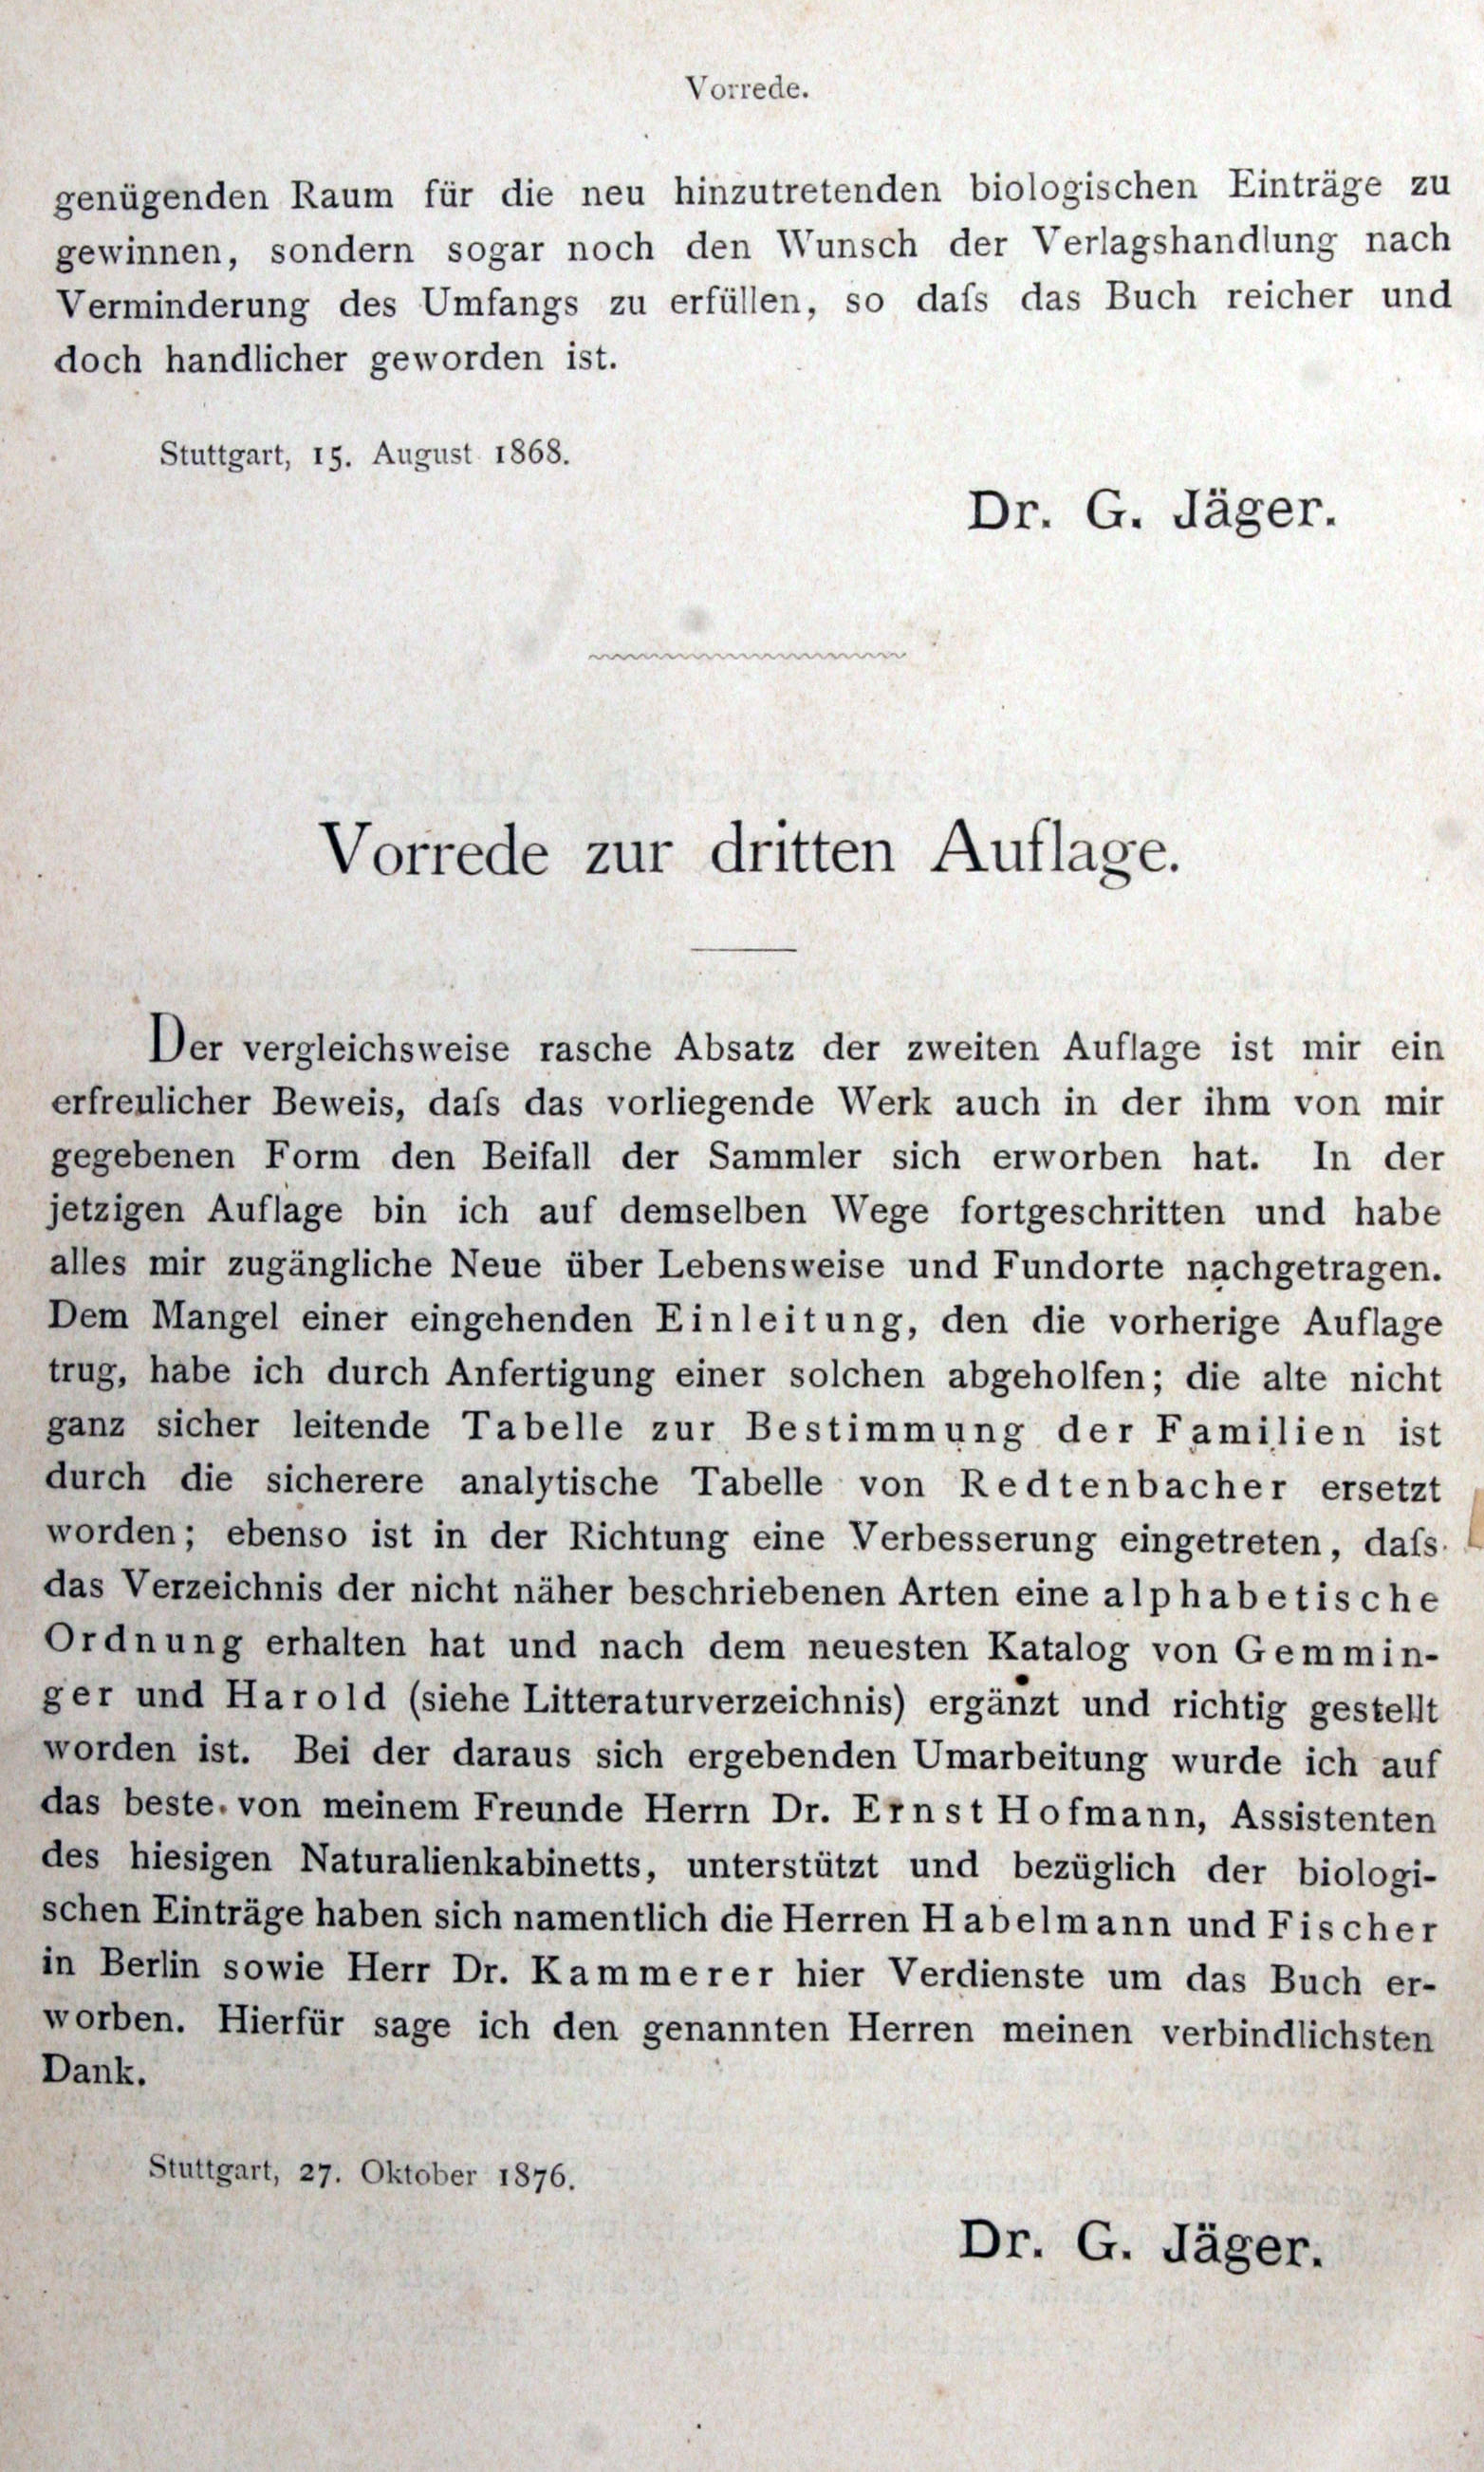 Vorrede.
genügenden Raum für die neu hinzutretenden biologischen Einträge zu
gewinnen, sondern sogar noch den Wunsch der Verlagshandlung nach
Verminderung des Umfangs zu erfüllen, so daſs das Buch reicher und
doch handlicher geworden ist.
Stuttgart, 15. August 1868.
Dr. G. Jäger.
Vorrede zur dritten Auflage.
Der vergleichsweise rasche Absatz der zweiten Auflage ist mir ein
erfreulicher Beweis, daſs das vorliegende Werk auch in der ihm von mir
gegebenen Form den Beifall der Sammler sich erworben hat. In der
jetzigen Auflage bin ich auf demselben Wege fortgeschritten und habe
alles mir zugängliche Neue über Lebensweise und Fundorte nachgetragen.
Dem Mangel einer eingehenden Einleitung, den die vorherige Auflage
trug, habe ich durch Anfertigung einer solchen abgeholfen; die alte nicht
ganz sicher leitende Tabelle zur Bestimmung der Familien ist
durch die sicherere analytische Tabelle von Redtenbacher ersetzt
worden; ebenso ist in der Richtung eine Verbesserung eingetreten, daſs
das Verzeichnis der nicht näher beschriebenen Arten eine alphabetische
Ordnung erhalten hat und nach dem neuesten Katalog von Gemmin-
ger und Harold (siehe Litteraturverzeichnis) ergänzt und richtig gestellt
worden ist. Bei der daraus sich ergebenden Umarbeitung wurde ich auf
das beste von meinem Freunde Herrn Dr. Ernst Hofmann, Assistenten
des hiesigen Naturalienkabinetts, unterstützt und bezüglich der biologi-
schen Einträge haben sich namentlich die Herren Habelmann und Fischer
in Berlin sowie Herr Dr. Kammerer hier Verdienste um das Buch er-
worben. Hierfür sage ich den genannten Herren meinen verbindlichsten
Dank.
Stuttgart, 27. Oktober 1876.
Dr. G. Jäger.